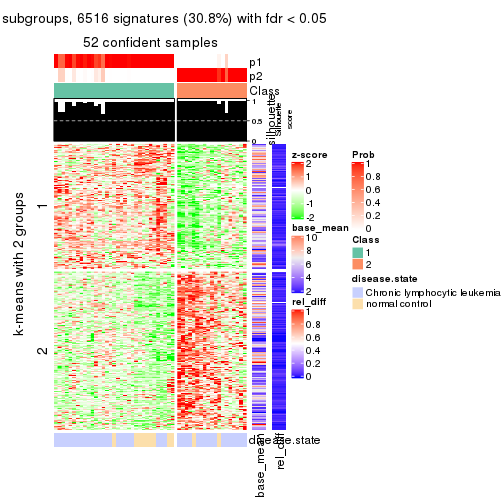 subgroups, 6516 signatures (30.8%) with fdr < 0.05
52 confident samples
p1
p2
Class
1
0.5
0
silhouette
Silhouette
score
k-means with 2 groups
1
2
z-score
2
1
0
-1
-2
base_mean
10
8
6
4
2
rel_diff
1
0.8
0.6
0.4
0.2
0
Prob
1
0.8
0.6
0.4
0.2
0
Class
1
2
disease.state
Chronic lymphocytic leukemia
normal control
disease.state
base_mean
rel_diff